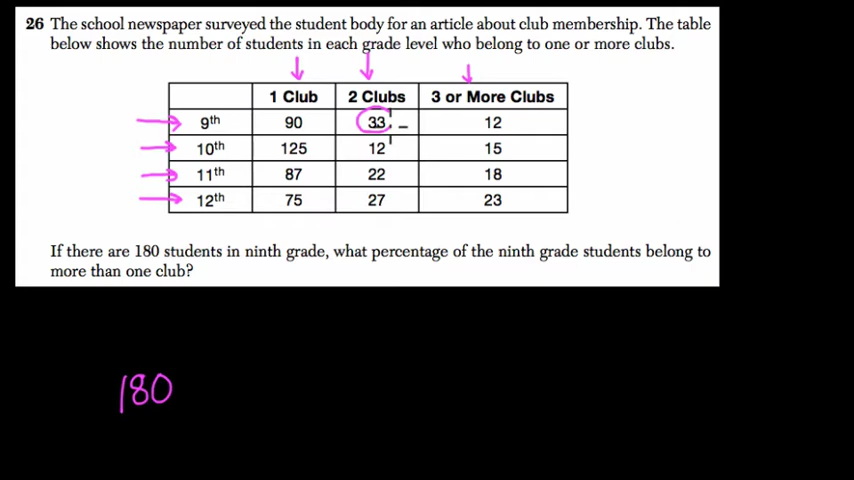 26 The school newspaper surveyed the student body for an article about club membership. The table
below shows the number of students in each grade level who belong to one or more clubs.
1 Club 2 Clubs 3 or More Clubs
9th 90 33 12
10th 125 12 15
11th 87 22 18
12th 75 27 23
If there are 180 students in ninth grade, what percentage of the ninth grade students belong to
more than one club?
180